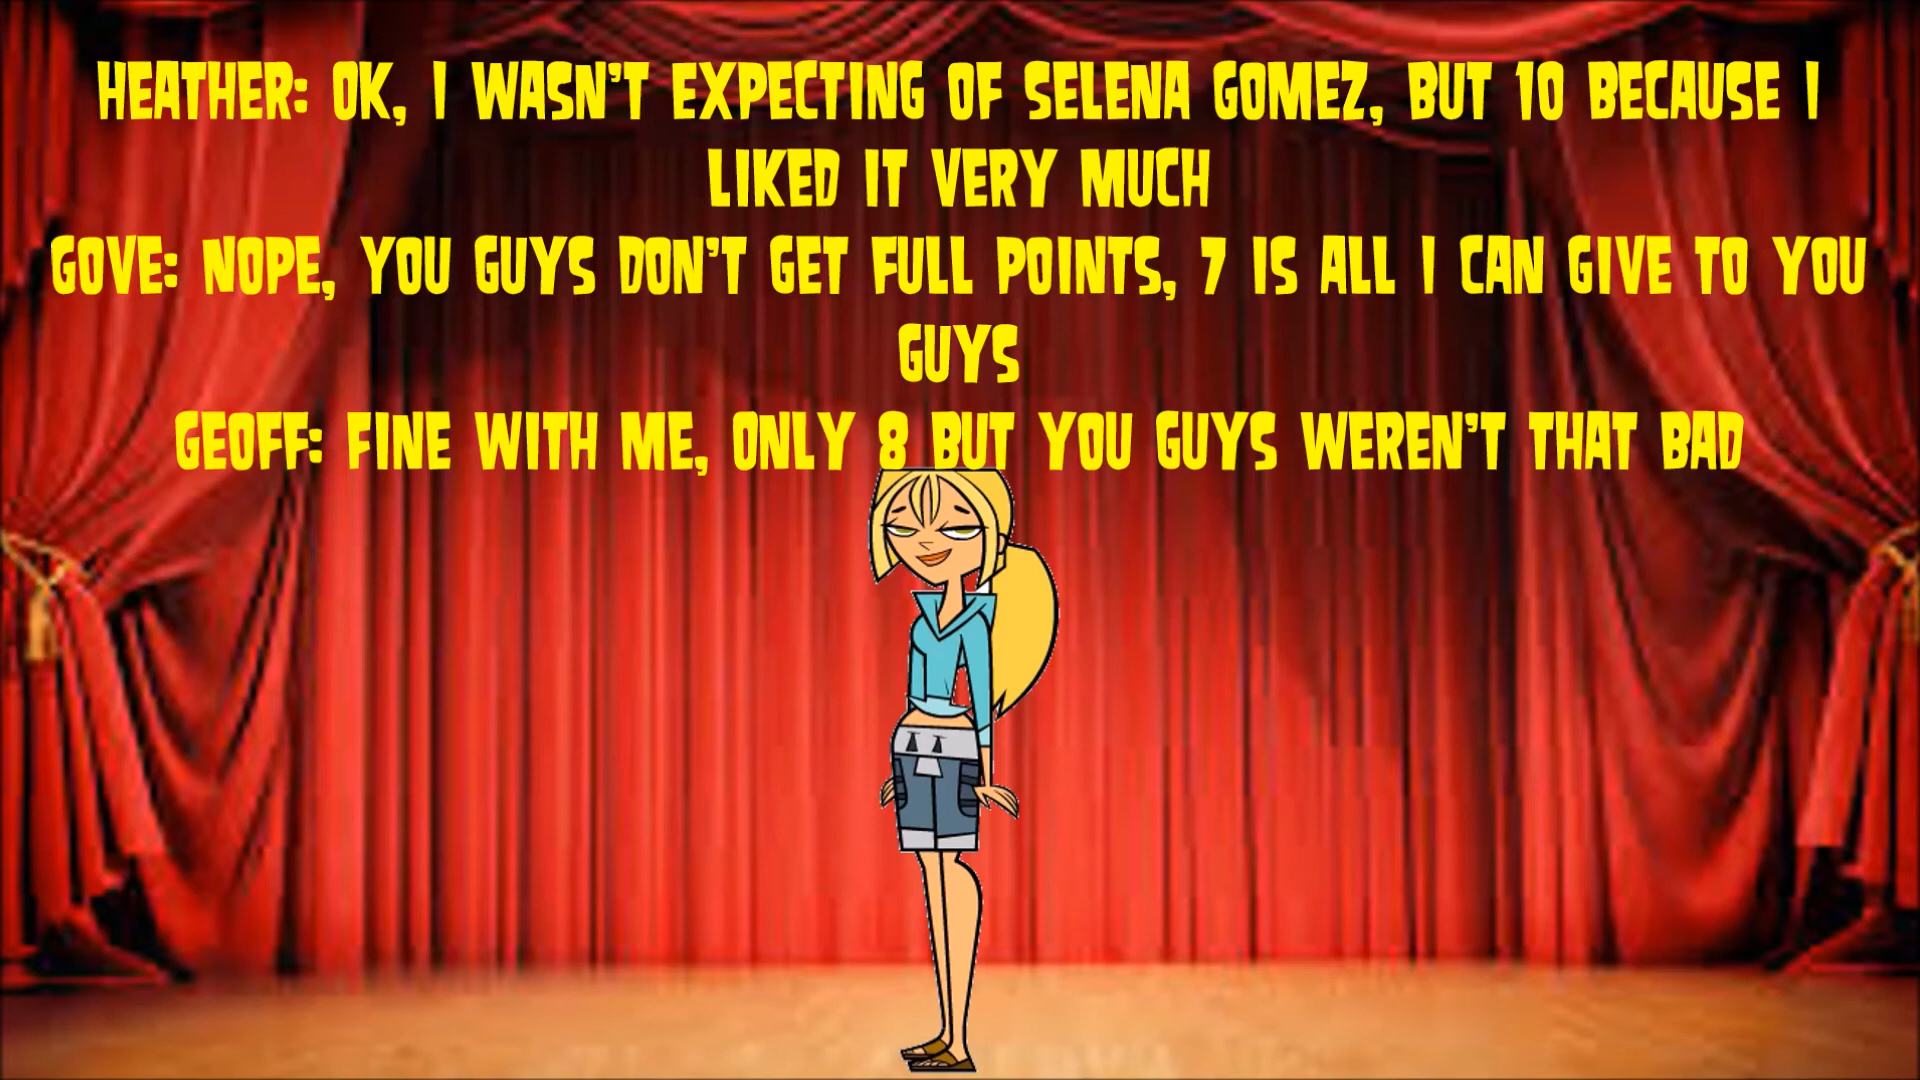 HEATHER: OK, I WASN'T EXPECTING OF SELENA GOMEZ, BUT 10 BECAUSE I
LIKED IT VERY MUCH
GOVE: NOPE, YOU GUYS DON'T GET FULL POINTS, 7 IS ALL I CAN GIVE TO YOU
GUYS
GEOFF: FINE WITH ME, ONLY 8 BUT YOU GUYS WEREN'T THAT BAD